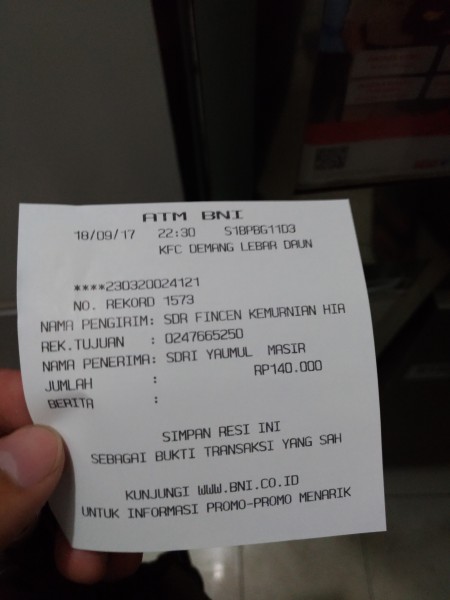 ATM BNI
18/09/17 22:30 S1BPBG11D3
KFC DEMANG LEBAR DAUN
****230320024121
NO. REKORD 1573
NAMA PENGIRIM: SDR FINCEN KEMURNIAN HIA
REK.TUJUAN : 0247665250
NAMA PENERIMA: SDRI YAUMUL MASIR
JUMLAH : RP140.000
BERITA :
SIMPAN RESI INI
SEBAGAI BUKTI TRANSAKSI YANG SAH
KUNJUNGI WWW.BNI.CO.ID
UNTUK INFORMASI PROMO-PROMO MENARIK